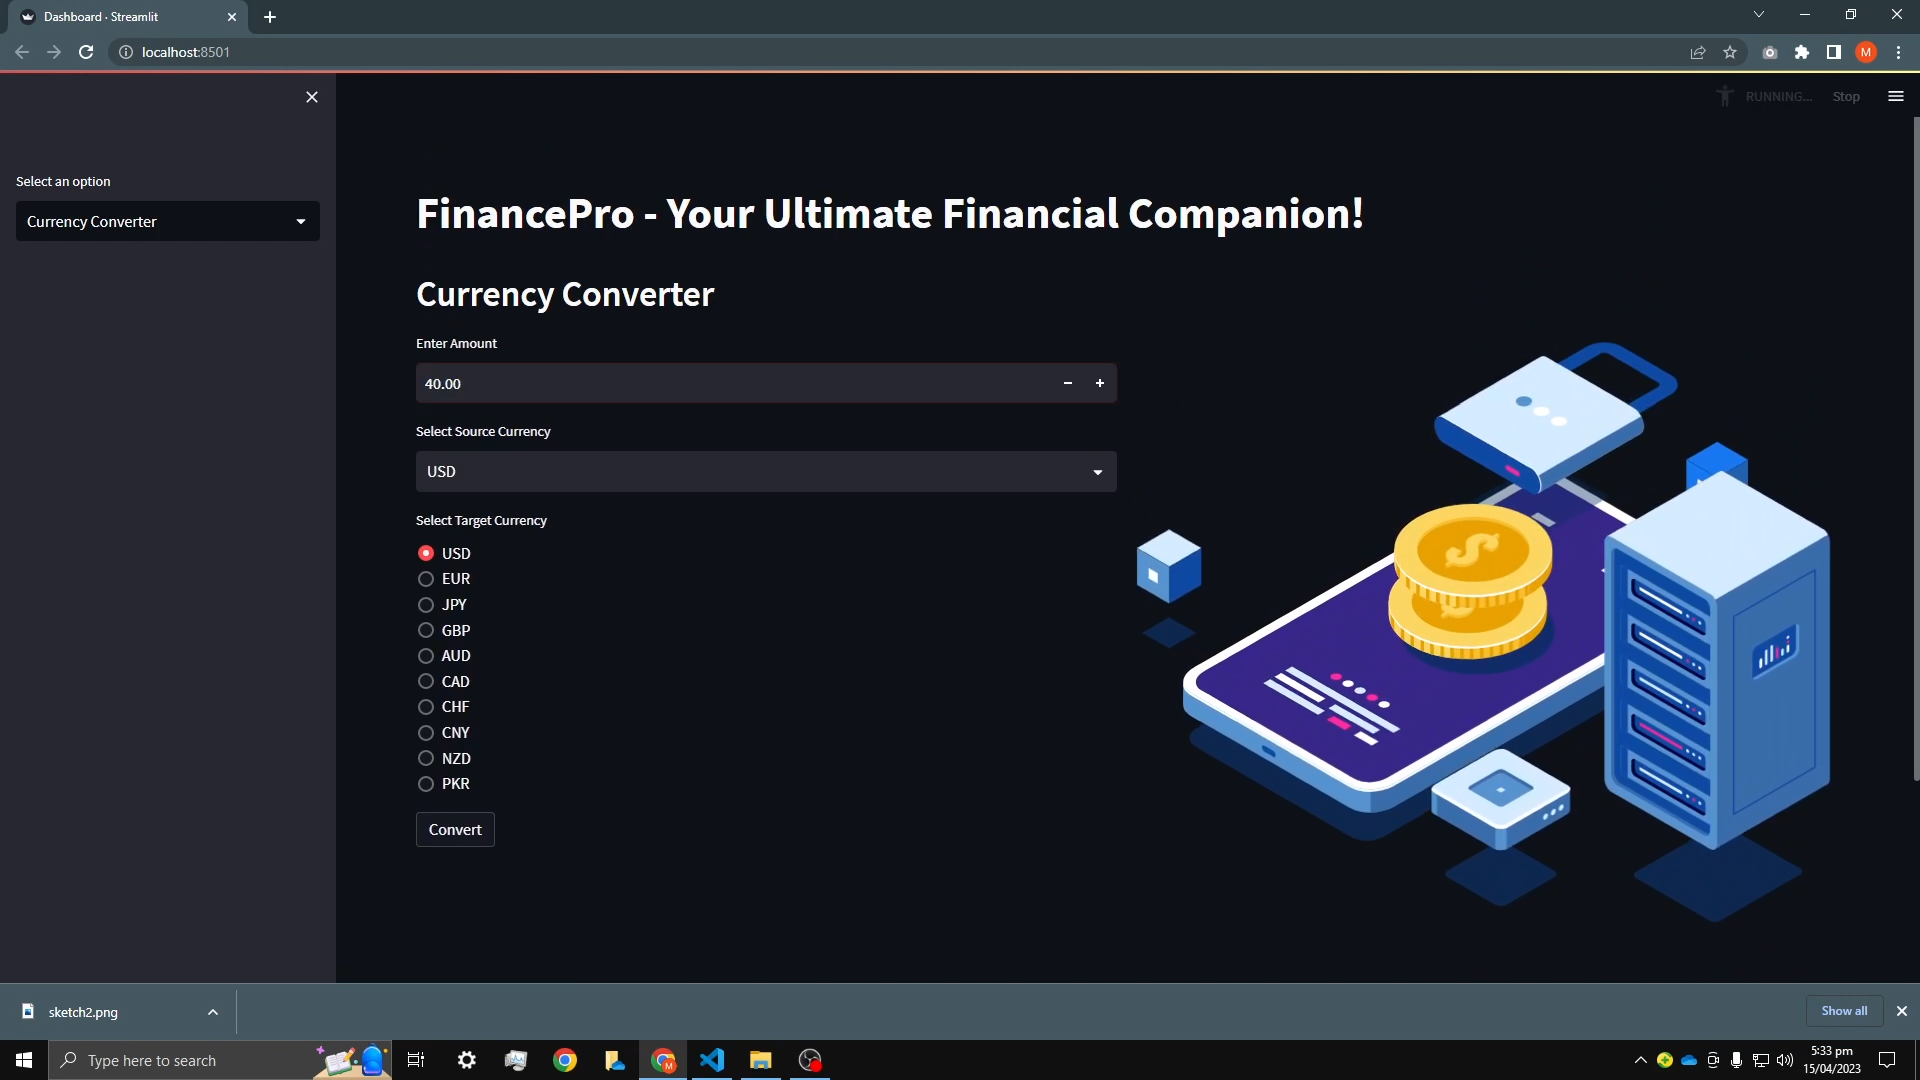 Dashboard · Streamlit
localhost:8501
M
RUNNING...
Stop
Select an option
Currency Converter
FinancePro - Your Ultimate Financial Companion!
Currency Converter
Enter Amount
40.00
Select Source Currency
USD
Select Target Currency
USD
EUR
JPY
GBP
AUD
CAD
CHF
CNY
NZD
PKR
Convert
sketch2.png
Show all
Type here to search
M
5:33 pm
15/04/2023